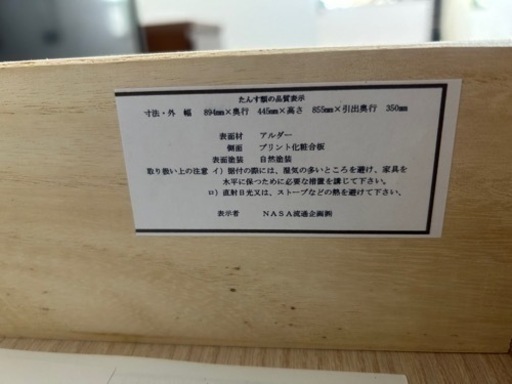 たんす類の品質表示
寸法・外 幅 894mm×奥行 445mm×高さ 855mm×引出奥行 350mm
表面材 アルダー
側面 プリント化粧合板
表面塗装 自然塗装
取り扱い上の注意 イ）据付の際には、湿気の多いところを避け、家具を
水平に保つために必要な措置を講じて下さい。
ロ）直射日光又は、ストーブなどの熱を避けて下さい。
表示者 NASA流通企画㈱